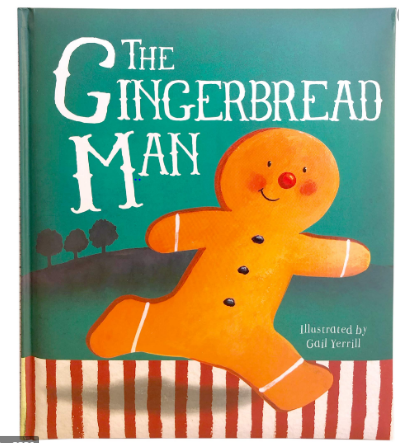 THE
GINGERBREAD
MAN
Illustrated by
Gail Yerrill